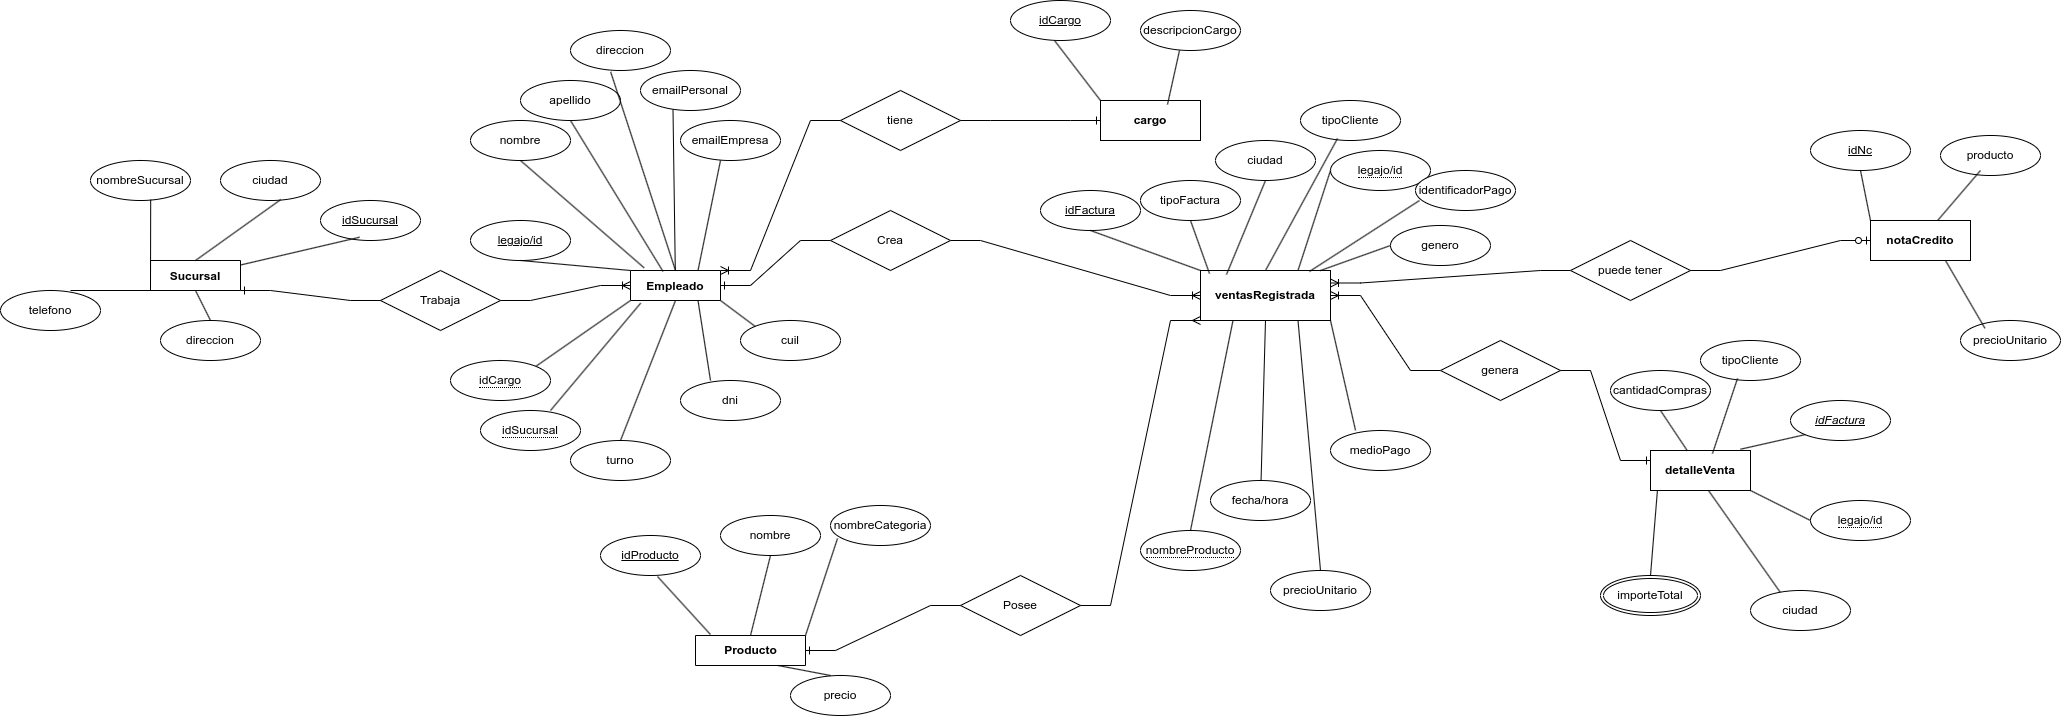 idCargo
descripcionCargo
direccion
apellido
emailPersonal
nombre
emailEmpresa
tiene
cargo
tipoCliente
ciudad
legajo/id
identificadorPago
idNc
producto
nombreSucursal
ciudad
idSucursal
idFactura
tipoFactura
legajo/id
Crea
genero
notaCredito
Sucursal
Empleado
ventasRegistrada
puede tener
telefono
Trabaja
direccion
cuil
precioUnitario
tipoCliente
genera
idCargo
cantidadCompras
dni
idFactura
idSucursal
turno
medioPago
detalleVenta
fecha/hora
legajo/id
nombreCategoria
nombre
idProducto
nombreProducto
precioUnitario
importeTotal
ciudad
Posee
Producto
precio